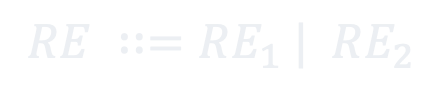 RE ::= RE₁ | RE₂